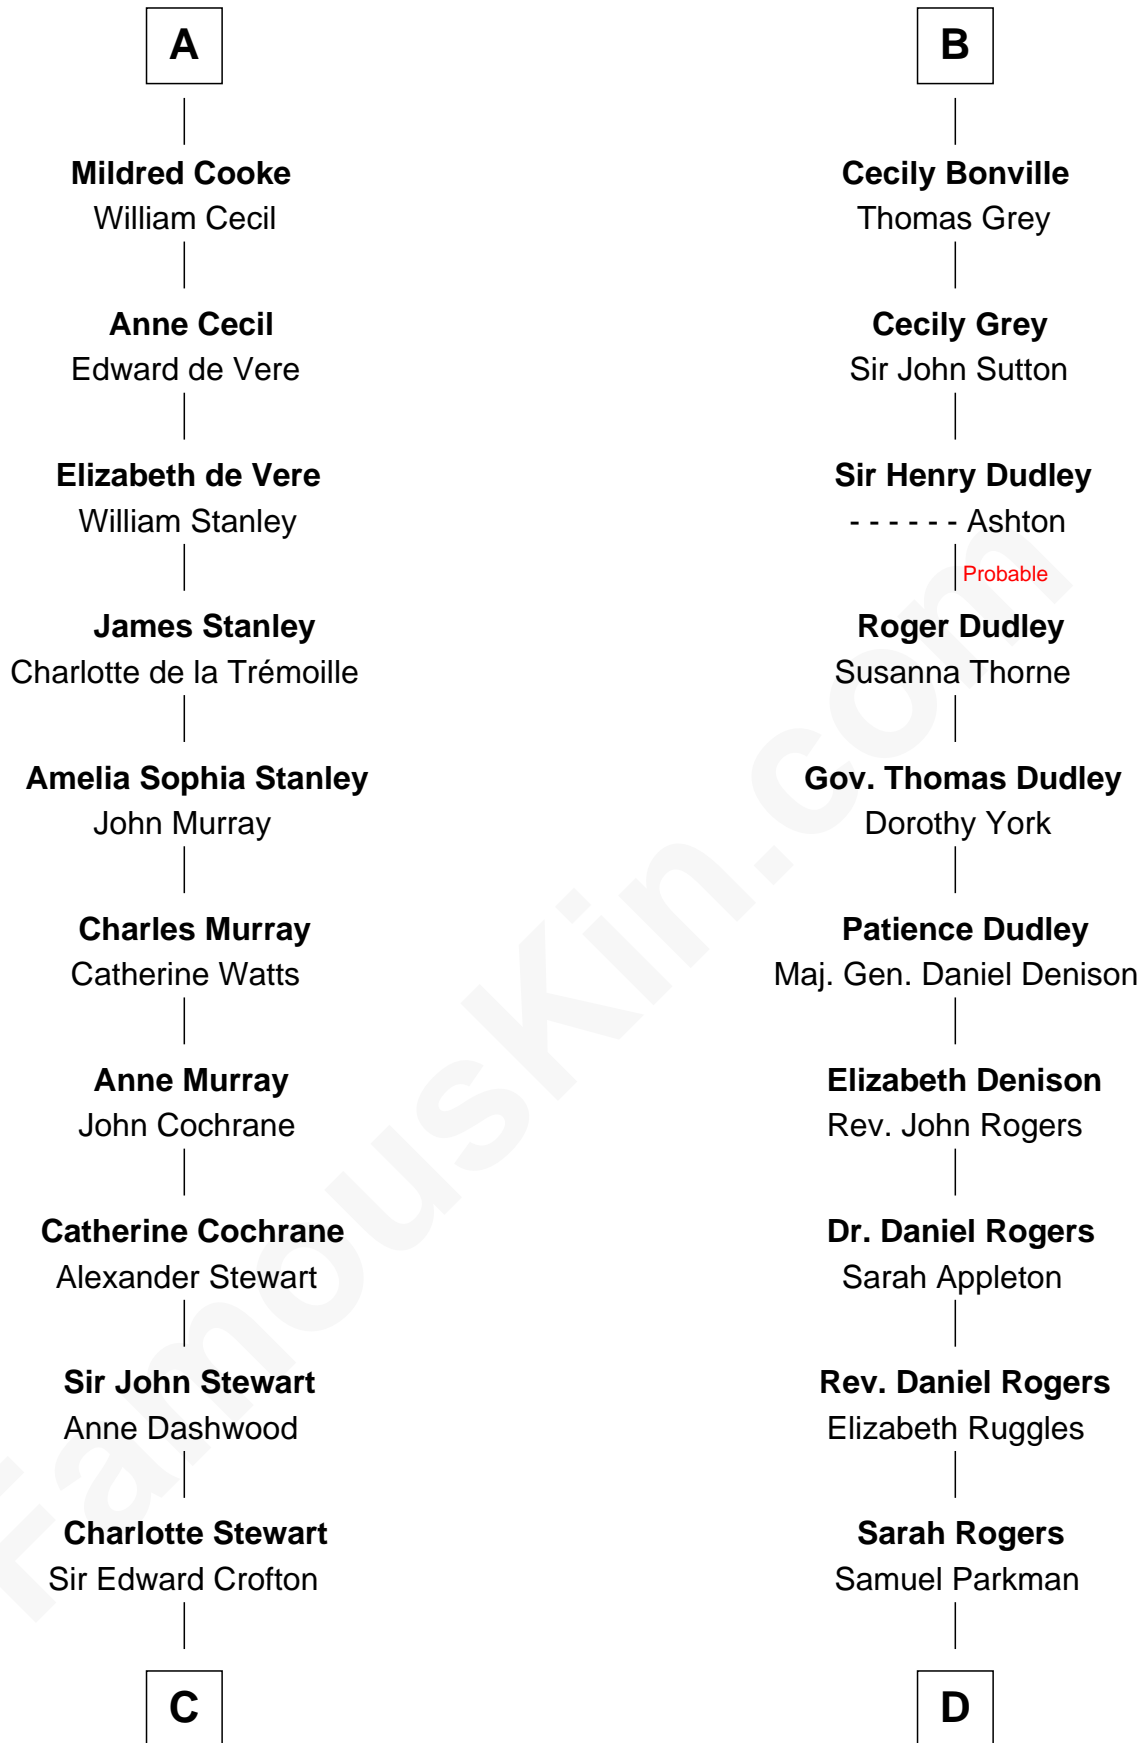 A
Mildred Cooke
William Cecil
Anne Cecil
Edward de Vere
Elizabeth de Vere
William Stanley
James Stanley
Charlotte de la Trémoille
Amelia Sophia Stanley
John Murray
Charles Murray
Catherine Watts
Anne Murray
John Cochrane
Catherine Cochrane
Alexander Stewart
Sir John Stewart
Anne Dashwood
Charlotte Stewart
Sir Edward Crofton
C
B
Cecily Bonville
Thomas Grey
Cecily Grey
Sir John Sutton
Sir Henry Dudley
- - - - - - Ashton
Probable
Roger Dudley
Susanna Thorne
Gov. Thomas Dudley
Dorothy York
Patience Dudley
Maj. Gen. Daniel Denison
Elizabeth Denison
Rev. John Rogers
Dr. Daniel Rogers
Sarah Appleton
Rev. Daniel Rogers
Elizabeth Ruggles
Sarah Rogers
Samuel Parkman
D
FamousKin.com